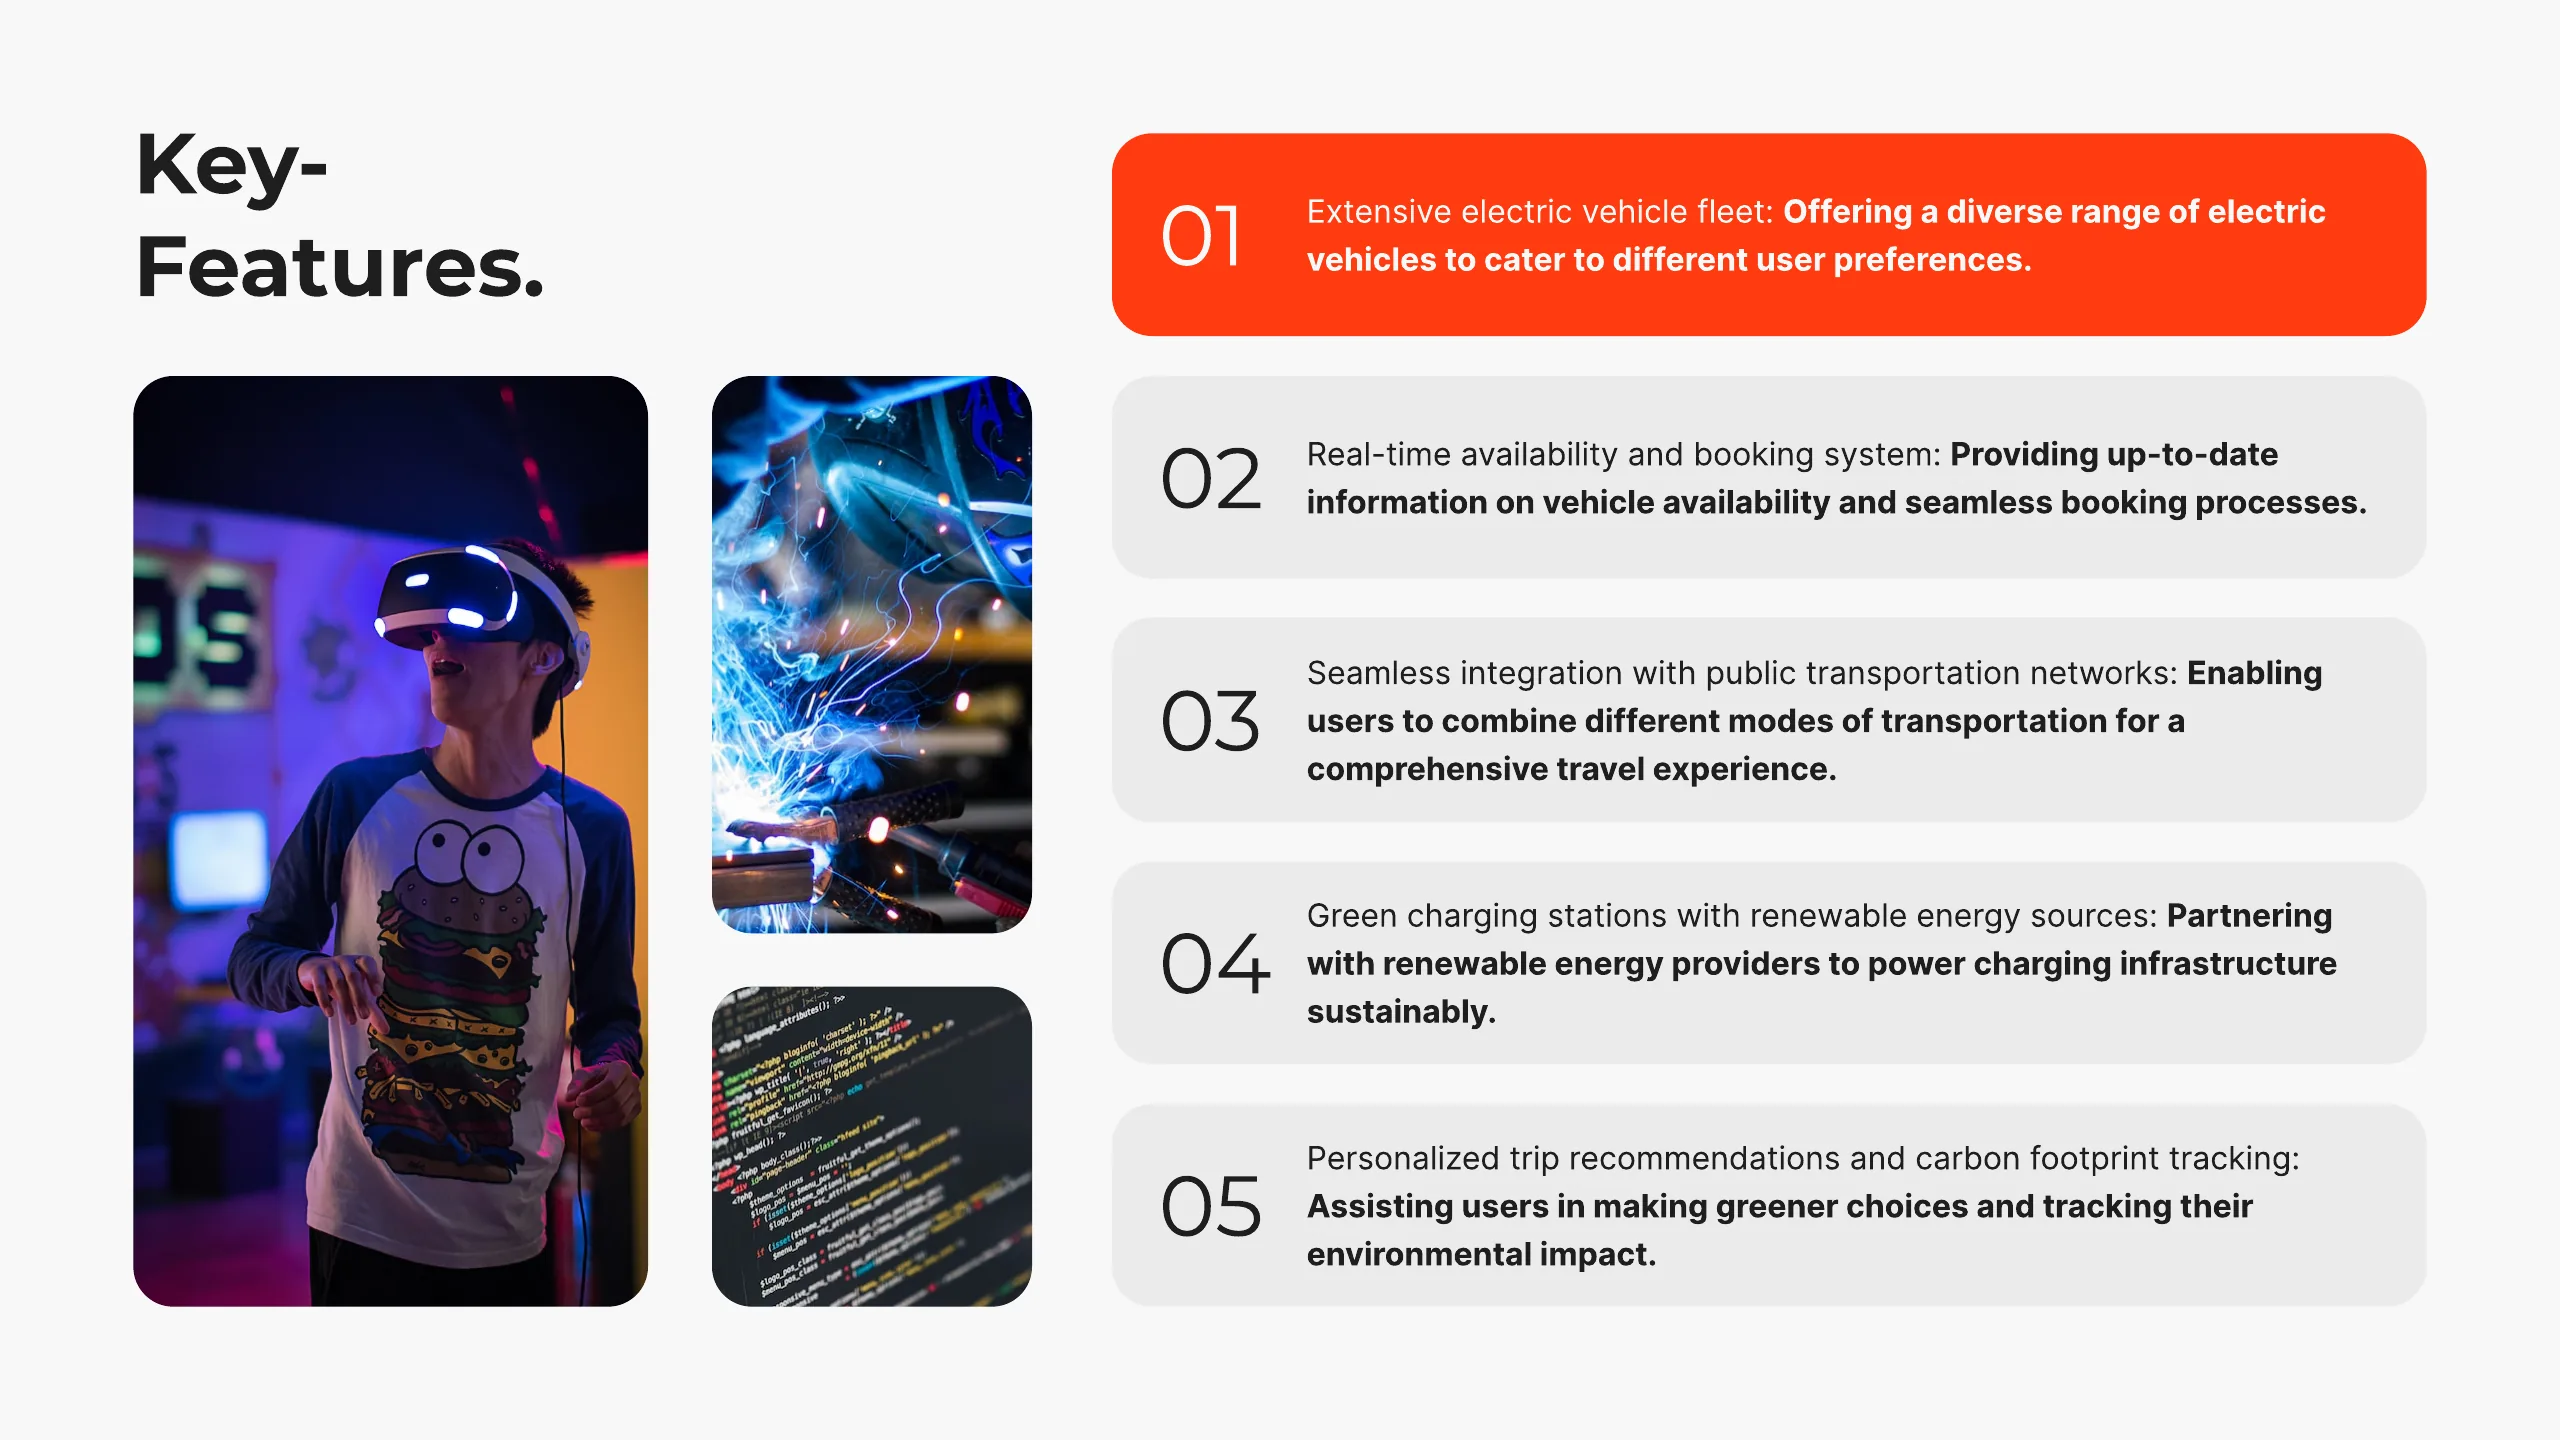 Key-
Features.
01
Extensive electric vehicle fleet: Offering a diverse range of electric
vehicles to cater to different user preferences.
02
Real-time availability and booking system: Providing up-to-date
information on vehicle availability and seamless booking processes.
03
Seamless integration with public transportation networks: Enabling
users to combine different modes of transportation for a
comprehensive travel experience.
04
Green charging stations with renewable energy sources: Partnering
with renewable energy providers to power charging infrastructure
sustainably.
05
Personalized trip recommendations and carbon footprint tracking:
Assisting users in making greener choices and tracking their
environmental impact.